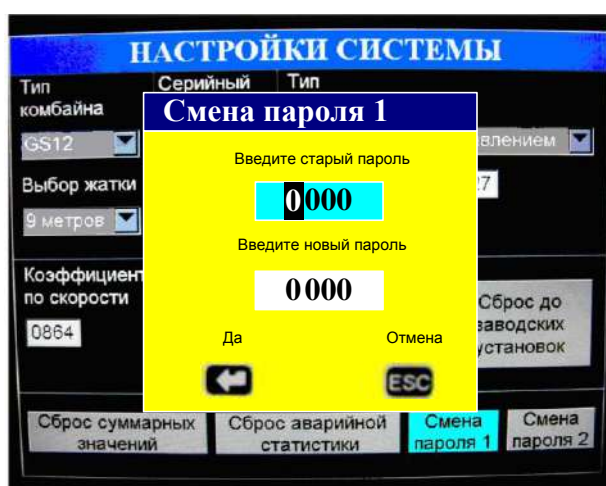 НАСТРОЙКИ СИСТЕМЫ
Тип
комбайна
Серийный
Тип
GS12
Выбор жатки
9 метров
Коэффициент
по скорости
0864
Смена пароля 1
Введите старый пароль
0000
Введите новый пароль
0000
Да
Отмена
ESC
Сброс до
заводских
установок
Сброс суммарных
значений
Сброс аварийной
статистики
Смена
пароля 1
Смена
пароля 2